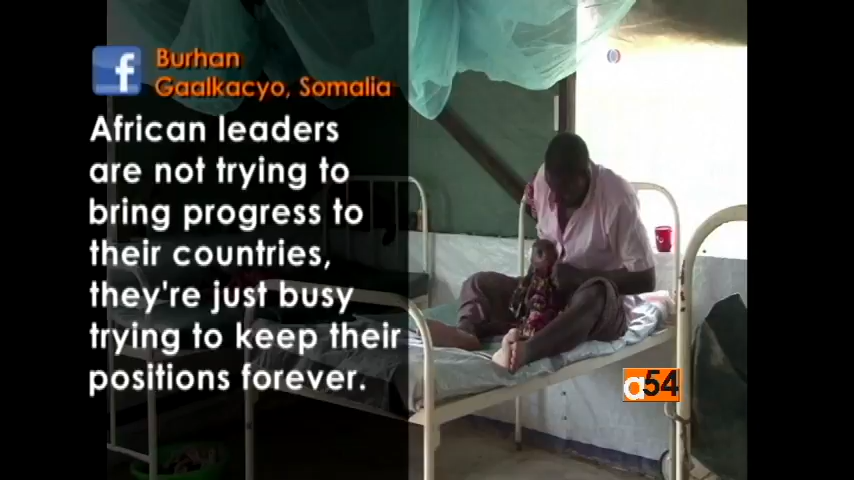 f
Burhan
Gaalkacyo, Somalia
African leaders
are not trying to
bring progress to
their countries,
they're just busy
trying to keep their
positions forever.
a54